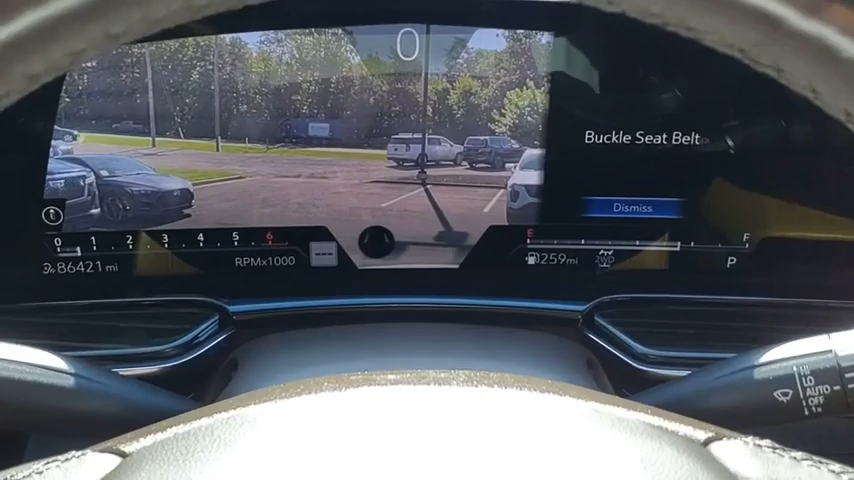 0
Buckle Seat Belt
Dismiss
0 1 2 3 4 5 6
E F
86421 mi
RPMx1000
---
259mi
2WD
P
HI
LO
AUTO
OFF
1x